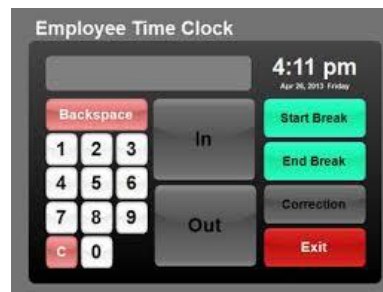 Employee Time Clock
4:11 pm
Apr 26, 2013 Friday
Backspace
In
Start Break
1 2 3
End Break
4 5 6
Out
Correction
7 8 9
Exit
C 0